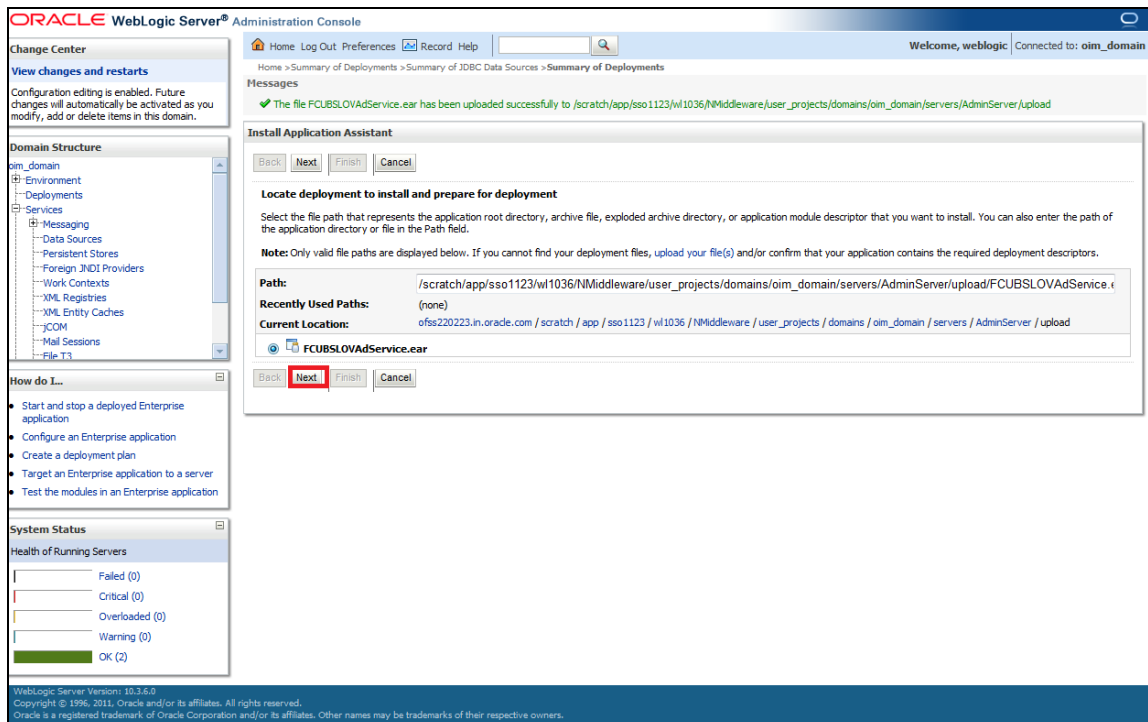 ORACLE WebLogic Server® Administration Console
Change Center
View changes and restarts
Configuration editing is enabled. Future
changes will automatically be activated as you
modify, add or delete items in this domain.
Domain Structure
oim_domain
Environment
Deployments
Services
Messaging
Data Sources
Persistent Stores
Foreign JNDI Providers
Work Contexts
XML Registries
XML Entity Caches
jCOM
Mail Sessions
File T3
How do I...
Start and stop a deployed Enterprise
application
Configure an Enterprise application
Create a deployment plan
Target an Enterprise application to a server
Test the modules in an Enterprise application
System Status
Health of Running Servers
Failed (0)
Critical (0)
Overloaded (0)
Warning (0)
OK (2)
Home Log Out Preferences Record Help
Welcome, weblogic Connected to: oim_domain
Home >Summary of Deployments >Summary of JDBC Data Sources >Summary of Deployments
Messages
The file FCUBSLOVAdService.ear has been uploaded successfully to /scratch/app/sso1123/wl1036/NMiddleware/user_projects/domains/oim_domain/servers/AdminServer/upload
Install Application Assistant
Back Next Finish Cancel
Locate deployment to install and prepare for deployment
Select the file path that represents the application root directory, archive file, exploded archive directory, or application module descriptor that you want to install. You can also enter the path of
the application directory or file in the Path field.
Note: Only valid file paths are displayed below. If you cannot find your deployment files, upload your file(s) and/or confirm that your application contains the required deployment descriptors.
Path: /scratch/app/sso1123/wl1036/NMiddleware/user_projects/domains/oim_domain/servers/AdminServer/upload/FCUBSLOVAdService.e
Recently Used Paths: (none)
Current Location: ofss220223.in.oracle.com / scratch / app / sso1123 / wl1036 / NMiddleware / user_projects / domains / oim_domain / servers / AdminServer / upload
FCUBSLOVAdService.ear
Back Next Finish Cancel
WebLogic Server Version: 10.3.6.0
Copyright © 1996, 2011, Oracle and/or its affiliates. All rights reserved.
Oracle is a registered trademark of Oracle Corporation and/or its affiliates. Other names may be trademarks of their respective owners.